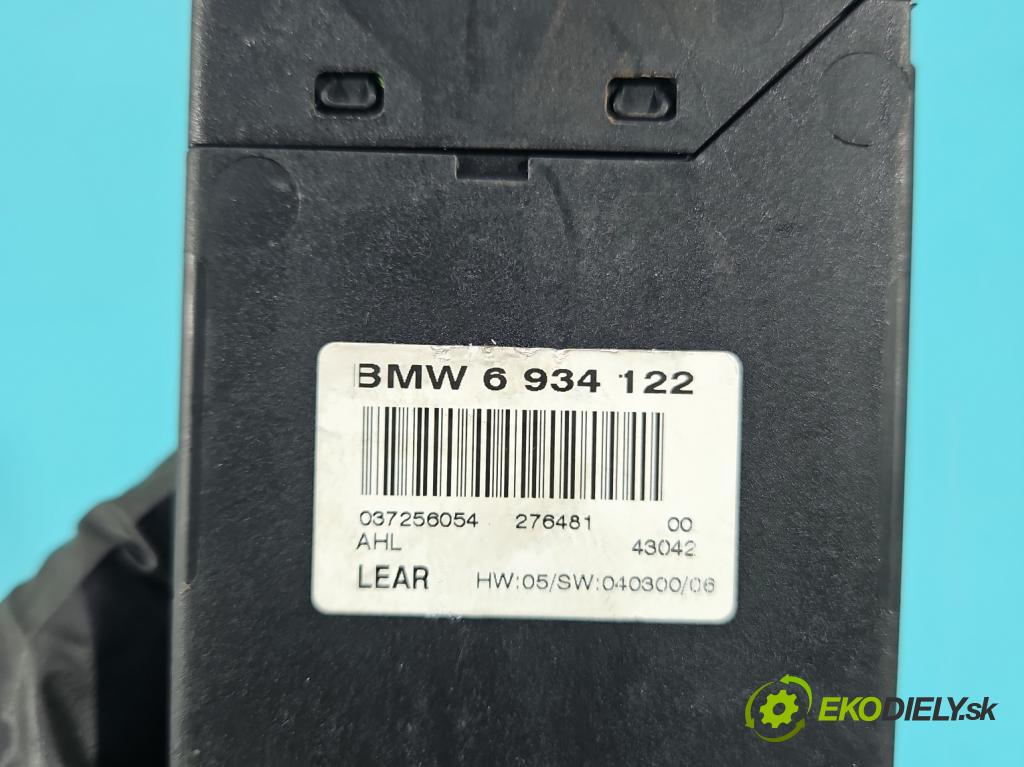 BMW 6 934 122
037256054 276481 00
AHL 43042
LEAR HW:05/SW:040300/06
EKODIELY.sk